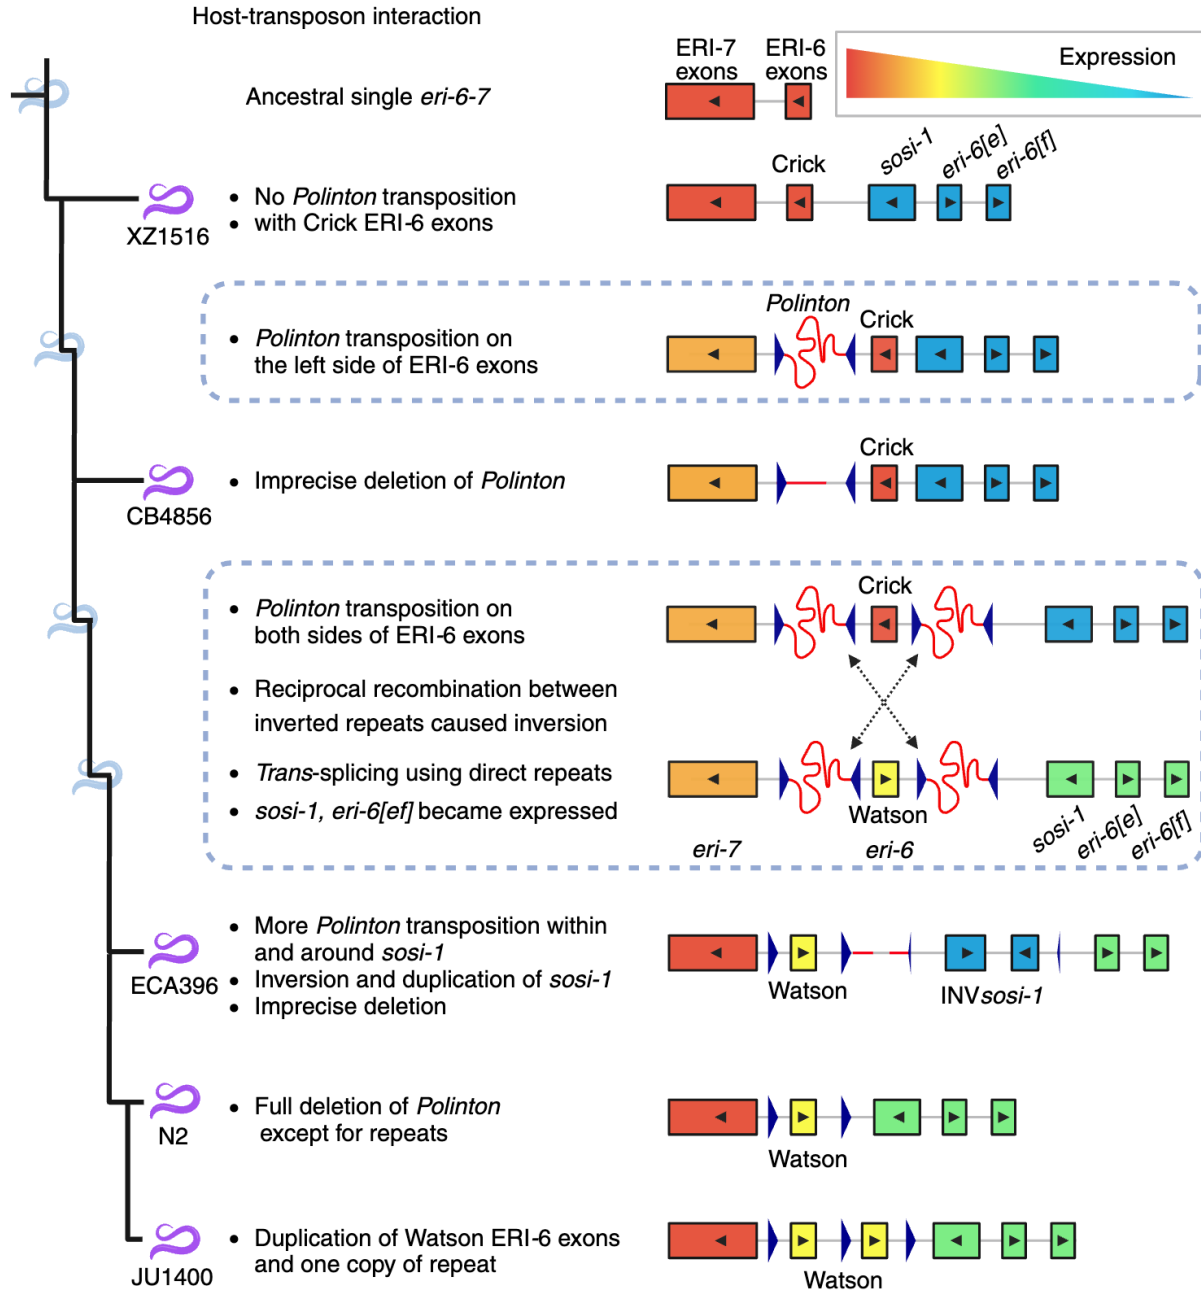 Host-transposon interaction
ERI-7 exons
ERI-6 exons
Expression
Ancestral single eri-6-7
Crick
sosi-1
eri-6[e]
eri-6[f]
XZ1516
• No Polinton transposition
• with Crick ERI-6 exons
Polinton
Crick
• Polinton transposition on
the left side of ERI-6 exons
Crick
CB4856
• Imprecise deletion of Polinton
Crick
• Polinton transposition on
both sides of ERI-6 exons
• Reciprocal recombination between
inverted repeats caused inversion
• Trans-splicing using direct repeats
• sosi-1, eri-6[ef] became expressed
Watson
eri-7
eri-6
sosi-1
eri-6[e]
eri-6[f]
ECA396
• More Polinton transposition within
and around sosi-1
• Inversion and duplication of sosi-1
• Imprecise deletion
Watson
INVsosi-1
N2
• Full deletion of Polinton
except for repeats
Watson
JU1400
• Duplication of Watson ERI-6 exons
and one copy of repeat
Watson